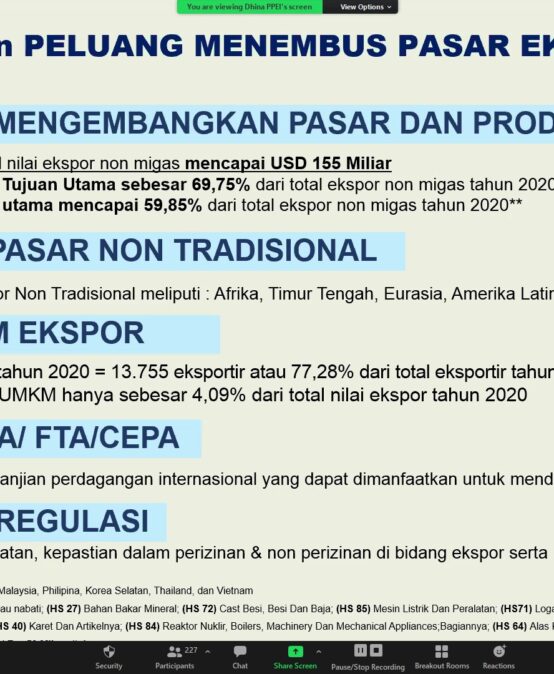 You are viewing Dhina PPEI's screen View Options
n PELUANG MENEMBUS PASAR EK
MENGEMBANGKAN PASAR DAN PROD
l nilai ekspor non migas mencapai USD 155 Miliar
Tujuan Utama sebesar 69,75% dari total ekspor non migas tahun 2020
utama mencapai 59,85% dari total ekspor non migas tahun 2020**
PASAR NON TRADISIONAL
or Non Tradisional meliputi : Afrika, Timur Tengah, Eurasia, Amerika Latin
M EKSPOR
tahun 2020 = 13.755 eksportir atau 77,28% dari total eksportir tahun
UMKM hanya sebesar 4,09% dari total nilai ekspor tahun 2020
A/ FTA/CEPA
anjian perdagangan internasional yang dapat dimanfaatkan untuk mend
REGULASI
atan, kepastian dalam perizinan & non perizinan di bidang ekspor serta
Malaysia, Philipina, Korea Selatan, Thailand, dan Vietnam
au nabati; (HS 27) Bahan Bakar Mineral; (HS 72) Cast Besi, Besi Dan Baja; (HS 85) Mesin Listrik Dan Peralatan; (HS71) Loga
HS 40) Karet Dan Artikelnya; (HS 84) Reaktor Nuklir, Boilers, Machinery Dan Mechanical Appliances;Bagiannya; (HS 64) Alas
227
Security Participants Chat Share Screen Pause/Stop Recording Breakout Rooms Reactions